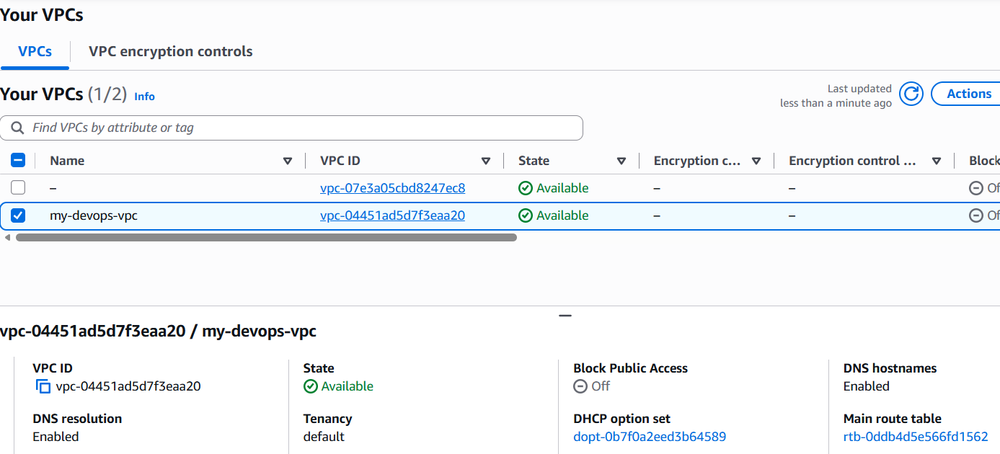 Your VPCs
VPCs VPC encryption controls
Your VPCs (1/2) Info
Last updated
less than a minute ago
Actions
Find VPCs by attribute or tag
Name VPC ID State Encryption c... Encryption control ... Block
– vpc-07e3a05cbd8247ec8 Available – – Of
my-devops-vpc vpc-04451ad5d7f3eaa20 Available – – Of
vpc-04451ad5d7f3eaa20 / my-devops-vpc
VPC ID State Block Public Access DNS hostnames
vpc-04451ad5d7f3eaa20 Available Off Enabled
DNS resolution Tenancy DHCP option set Main route table
Enabled default dopt-0b7f0a2eed3b64589 rtb-0ddb4d5e566fd1562